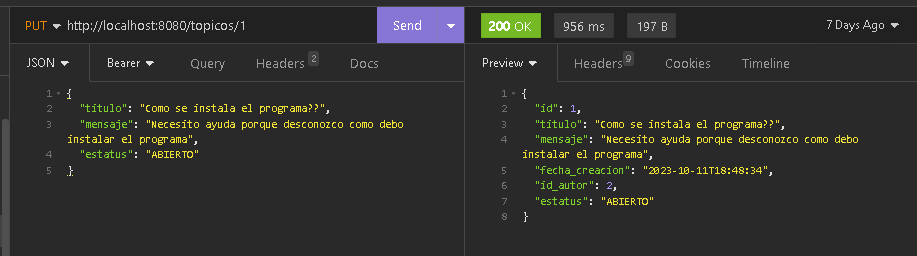 PUT http://localhost:8080/topicos/1 Send 200 OK 956 ms 197 B 7 Days Ago
JSON Bearer Query Headers 2 Docs
1 {
2 "titulo": "Como se instala el programa??",
3 "mensaje": "Necesito ayuda porque desconozco como debo
instalar el programa",
4 "estatus": "ABIERTO"
5 }
Preview Headers 9 Cookies Timeline
1 {
2 "id": 1,
3 "titulo": "Como se instala el programa??",
4 "mensaje": "Necesito ayuda porque desconozco como debo
instalar el programa",
5 "fecha_creacion": "2023-10-11T18:48:34",
6 "id_autor": 2,
7 "estatus": "ABIERTO"
8 }